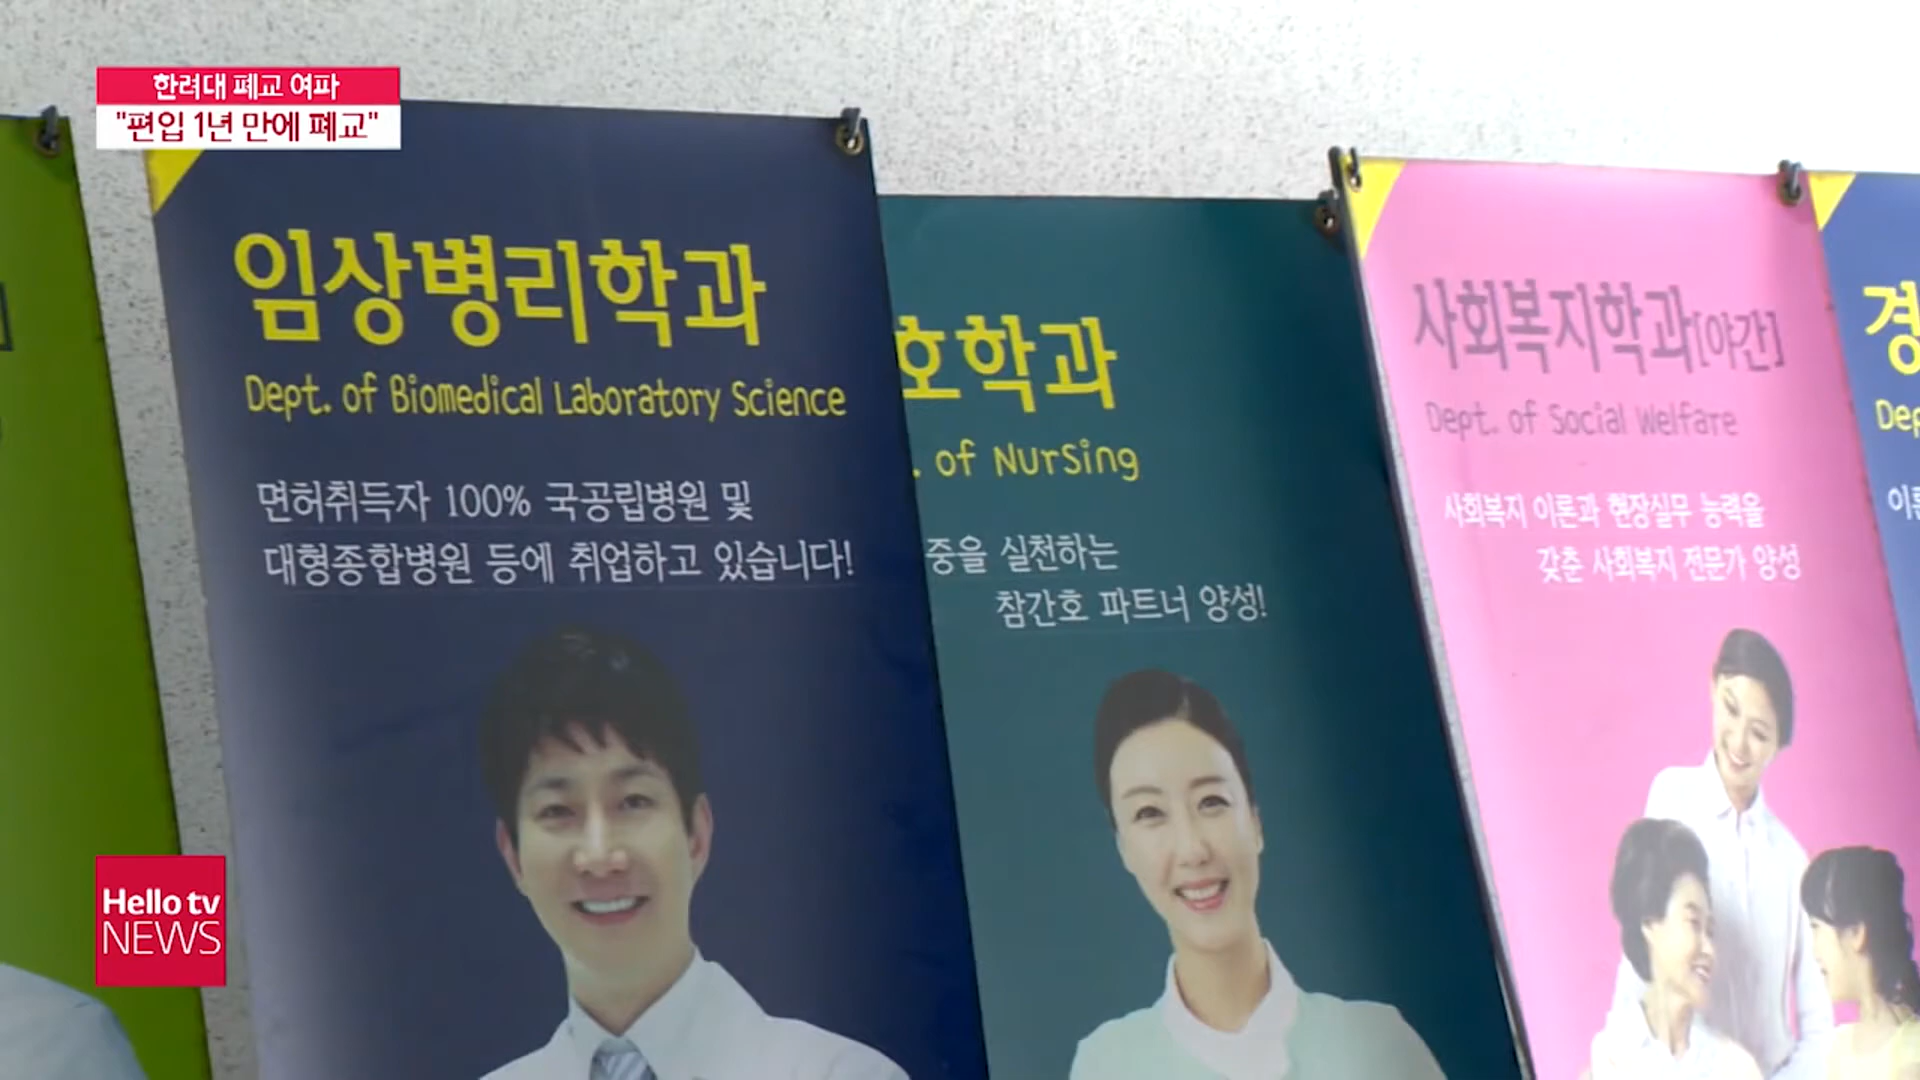 한려대 폐교 여파
"편입 1년 만에 폐교"
임상병리학과
Dept. of Biomedical Laboratory Science
면허취득자 100% 국공립병원 및
대형종합병원 등에 취업하고 있습니다!
호학과
. of Nursing
중을 실천하는
참간호 파트너 양성!
사회복지학과[야간]
Dept. of Social Welfare
사회복지 이론과 현장실무 능력을
갖춘 사회복지 전문가 양성
경
Dep
이론
Hello tv
NEWS